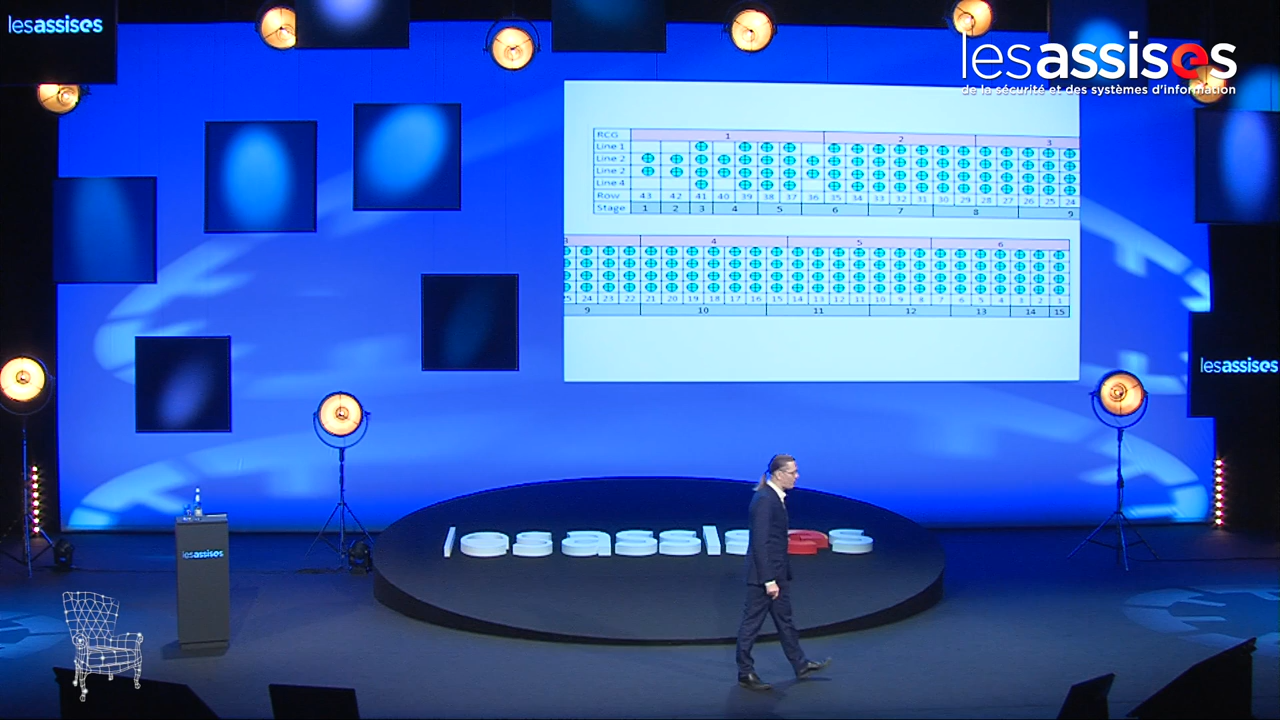 lesassises
lesassises
de la sécurité et des systèmes d'information
RCG 1 2 3
Line 1
Line 2
Line 2
Line 4
Row 43 42 41 40 39 38 37 36 35 34 33 32 31 30 29 28 27 26 25 24
Stage 1 2 3 4 5 6 7 8 9
3 4 5 6
25 24 23 22 21 20 19 18 17 16 15 14 13 12 11 10 9 8 7 6 5 4 3 2 1
9 10 11 12 13 14 15
lesassises
lesassises
lesassises